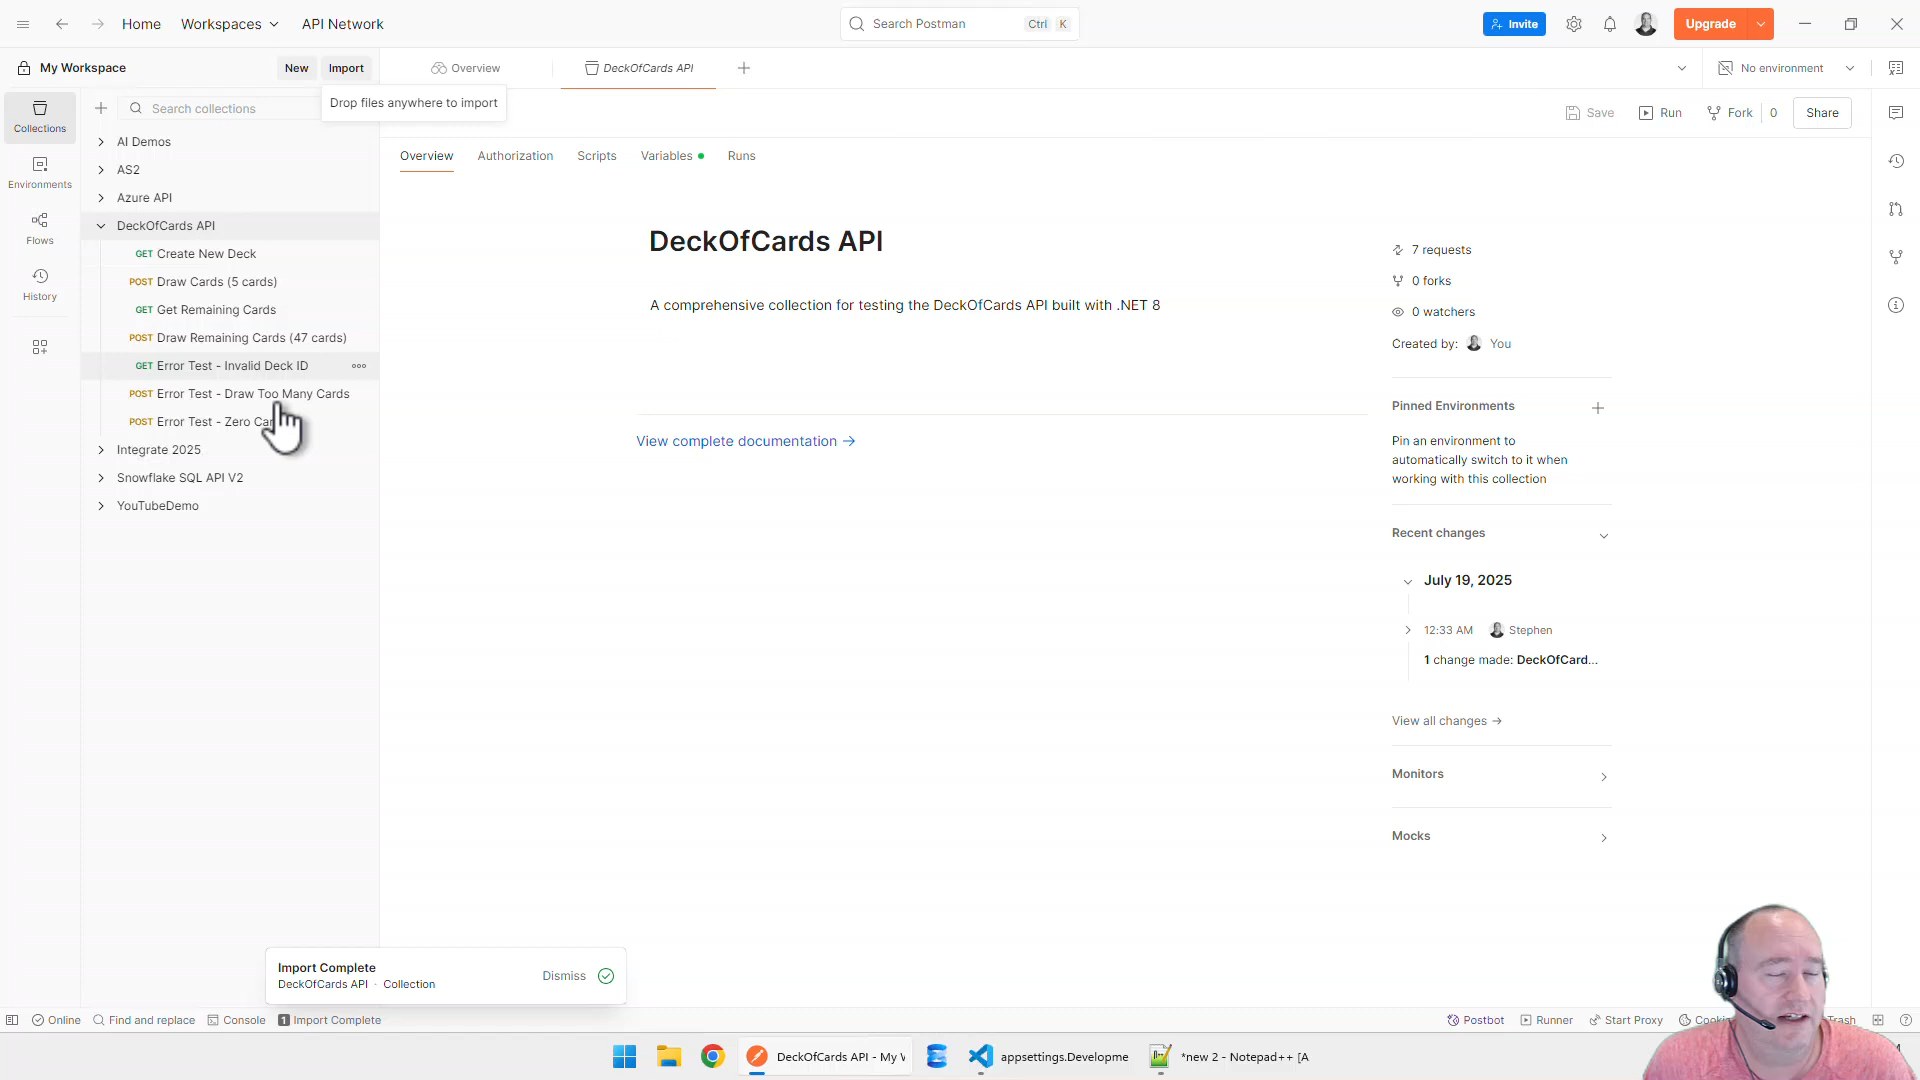 Home
Workspaces
API Network
Search Postman
Ctrl K
Invite
Upgrade
My Workspace
New
Import
Overview
DeckOfCards API
No environment
Drop files anywhere to import
Collections
Environments
Flows
History
Search collections
AI Demos
AS2
Azure API
DeckOfCards API
GET Create New Deck
POST Draw Cards (5 cards)
GET Get Remaining Cards
POST Draw Remaining Cards (47 cards)
GET Error Test - Invalid Deck ID
POST Error Test - Draw Too Many Cards
POST Error Test - Zero
Integrate 2025
Snowflake SQL API V2
YouTubeDemo
Save
Run
Fork 0
Share
Overview
Authorization
Scripts
Variables
Runs
DeckOfCards API
A comprehensive collection for testing the DeckOfCards API built with .NET 8
View complete documentation →
7 requests
0 forks
0 watchers
Created by: You
Pinned Environments
Pin an environment to
automatically switch to it when
working with this collection
Recent changes
July 19, 2025
12:33 AM Stephen
1 change made: DeckOfCard...
View all changes →
Monitors
Mocks
Import Complete
DeckOfCards API · Collection
Dismiss
Online
Find and replace
Console
1 Import Complete
Postbot
Runner
Start Proxy
Trash
DeckOfCards API - My
appsettings.Developme
*new 2 - Notepad++ [A